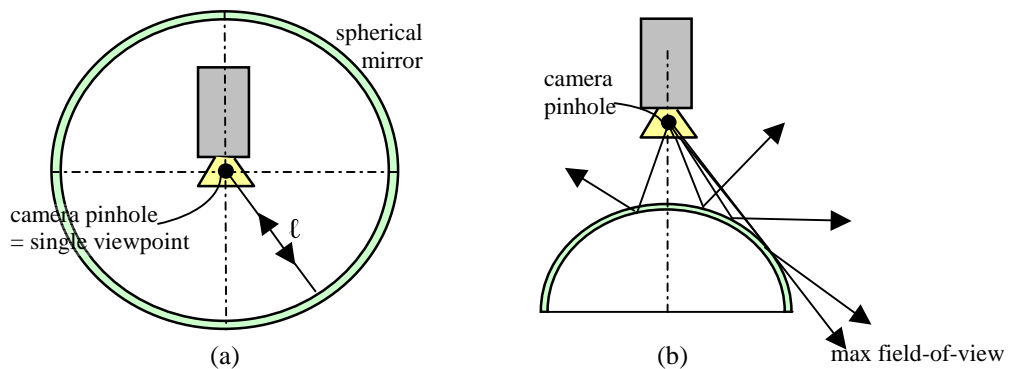 spherical
mirror
camera pinhole
= single viewpoint
ℓ
(a)
camera
pinhole
max field-of-view
(b)